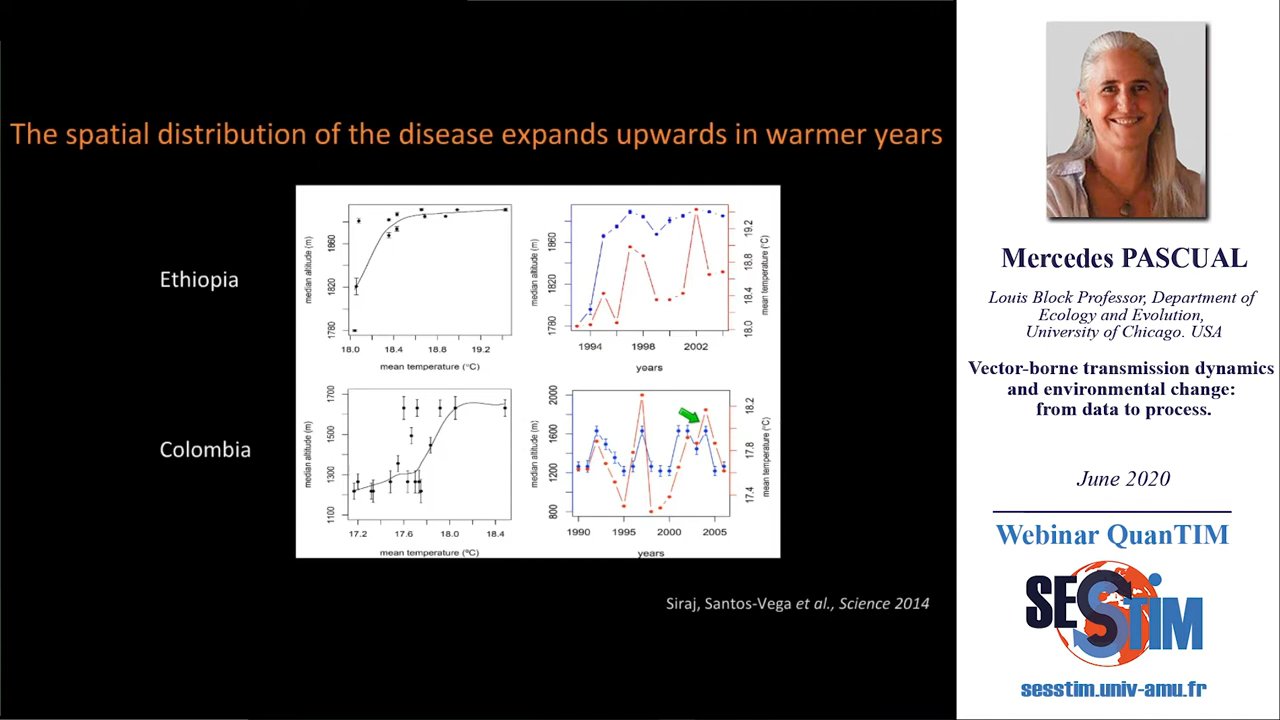 The spatial distribution of the disease expands upwards in warmer years
Ethiopia
median altitude (m)
1860
1820
1780
18.0 18.4 18.8 19.2
mean temperature (°C)
median altitude (m)
1860
1820
1780
19.2
18.8
18.4
18.0
mean temperature (°C)
1994 1998 2002
years
Colombia
median altitude (m)
1700
1500
1300
1100
17.2 17.6 18.0 18.4
mean temperature (ºC)
median altitude (m)
2000
1600
1200
800
18.2
17.8
17.4
mean temperature (°C)
1990 1995 2000 2005
years
Siraj, Santos-Vega et al., Science 2014
Mercedes PASCUAL
Louis Block Professor, Department of
Ecology and Evolution,
University of Chicago. USA
Vector-borne transmission dynamics
and environmental change:
from data to process.
June 2020
Webinar QuanTIM
SESSTIM
sesstim.univ-amu.fr